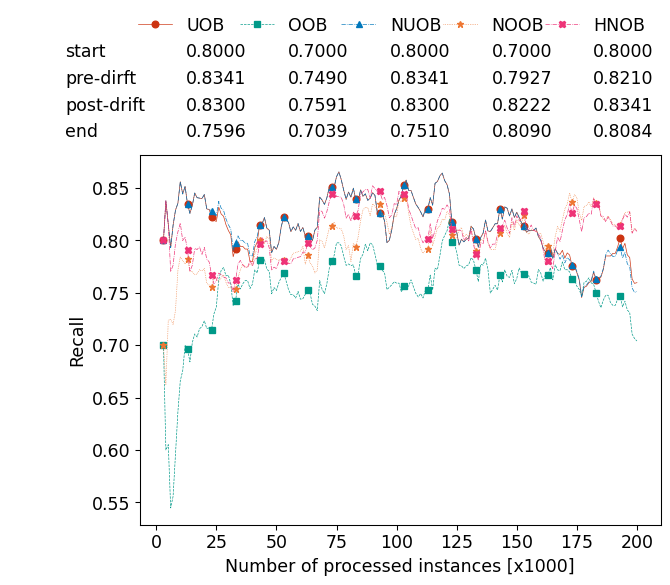 UOB OOB NUOB NOOB HNOB
start 0.8000 0.7000 0.8000 0.7000 0.8000
pre-dirft 0.8341 0.7490 0.8341 0.7927 0.8210
post-drift 0.8300 0.7591 0.8300 0.8222 0.8341
end 0.7596 0.7039 0.7510 0.8090 0.8084
0.85
0.80
0.75
0.70
0.65
0.60
0.55
Recall
0 25 50 75 100 125 150 175 200
Number of processed instances [x1000]